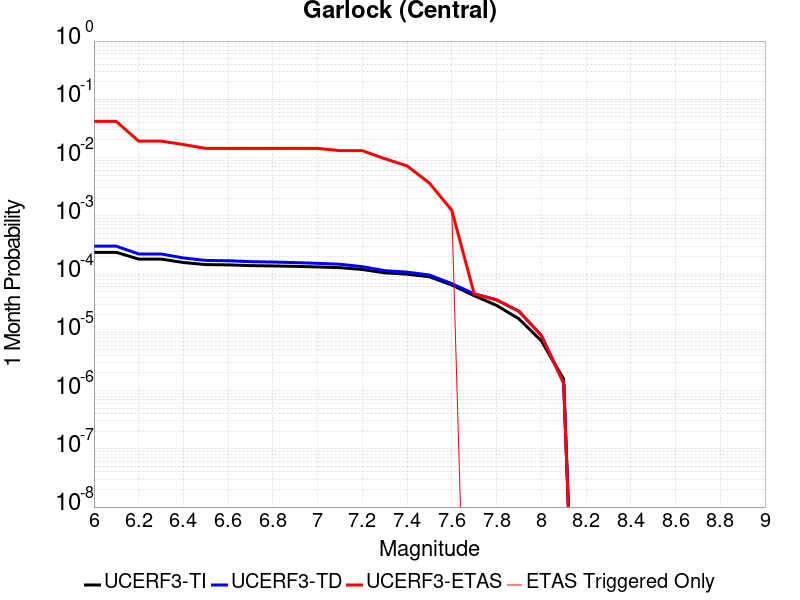 Garlock (Central)
1 Month Probability
10 0
10 -1
10 -2
10 -3
10 -4
10 -5
10 -6
10 -7
10 -8
6 6.2 6.4 6.6 6.8 7 7.2 7.4 7.6 7.8 8 8.2 8.4 8.6 8.8 9
Magnitude
UCERF3-TI UCERF3-TD UCERF3-ETAS ETAS Triggered Only